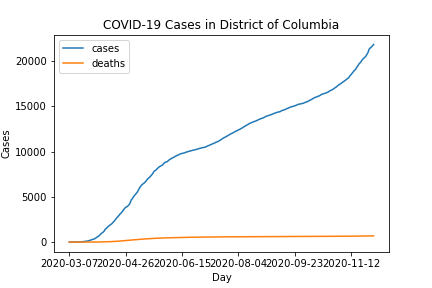 COVID-19 Cases in District of Columbia
cases
deaths
20000
15000
10000
5000
0
Cases
2020-03-07 2020-04-26 2020-06-15 2020-08-04 2020-09-23 2020-11-12
Day